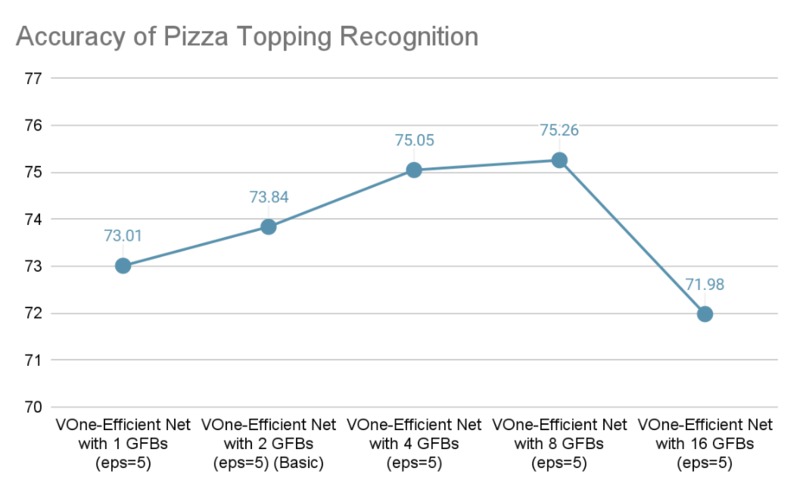 Accuracy of Pizza Topping Recognition
77
76
75
74
73
72
71
70
73.01
73.84
75.05
75.26
71.98
VOne-Efficient Net
with 1 GFBs
(eps=5)
VOne-Efficient Net
with 2 GFBs
(eps=5) (Basic)
VOne-Efficient Net
with 4 GFBs
(eps=5)
VOne-Efficient Net
with 8 GFBs
(eps=5)
VOne-Efficient Net
with 16 GFBs
(eps=5)